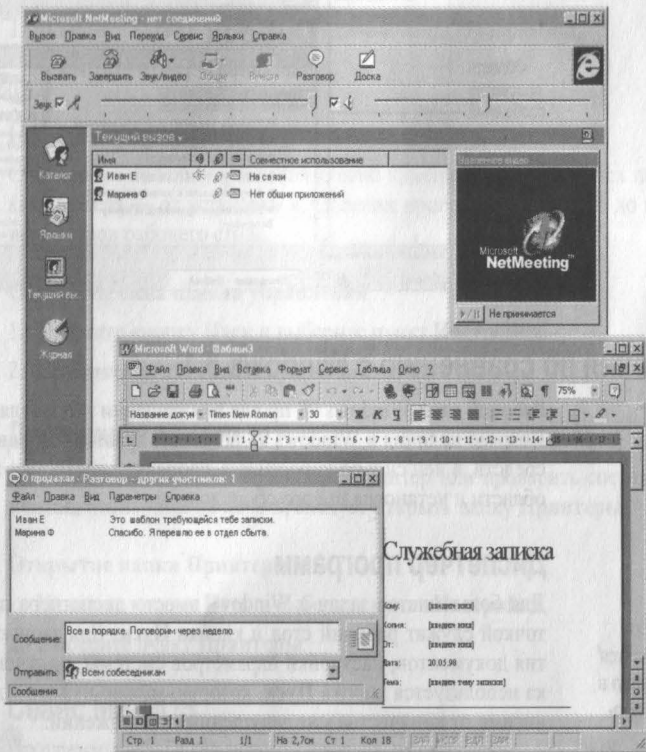 Microsoft NetMeeting - нет соединений
Вызов Правка Вид Переход Сервис Ярлыки Справка
Вызвать Завершить Звук/видео Общие Разговор Доска
Звук
Текущий вызов
Каталог
Имя Совместное использование
Иван Е На связи
Марина Ф Нет общих приложений
Ярлыки
Текущий вы...
Журнал
Microsoft
NetMeeting
Не принимается
Microsoft Word - Шаблон3
Файл Правка Вид Вставка Формат Сервис Таблица Окно ?
75%
Название докум Times New Roman 30 Ж К Ч
О продажах - Разговор - других участников: 1
Файл Правка Вид Параметры Справка
Иван Е Это шаблон требующейся тебе записки.
Марина Ф Спасибо. Я перешлю ее в отдел сбыта.
Сообщение: Все в порядке. Поговорим через неделю.
Отправить: Всем собеседникам
Сообщения
Служебная записка
Кому: [введите имя]
Копия: [введите имя]
От: [введите имя]
Дата: 20.05.98
Тема: [введите тему записки]
Стр. 1 Разд 1 1/1 На 2,7см Ст 1 Кол 18